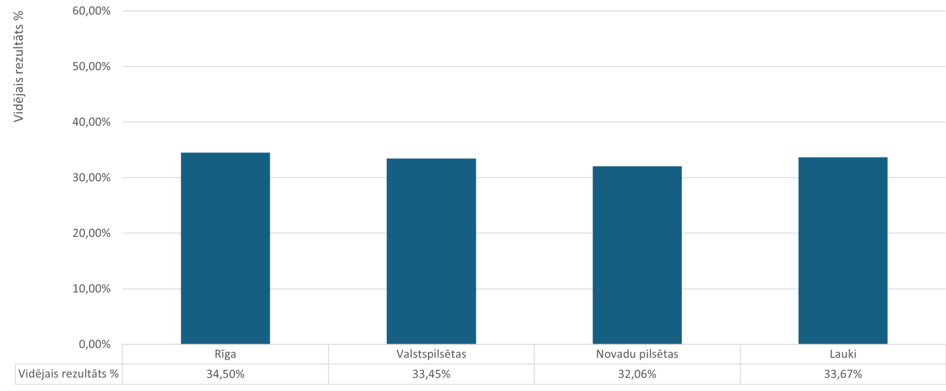 Vidējais rezultāts %
60,00%
50,00%
40,00%
30,00%
20,00%
10,00%
0,00%
Rīga Valstspilsētas Novadu pilsētas Lauki
Vidējais rezultāts % 34,50% 33,45% 32,06% 33,67%